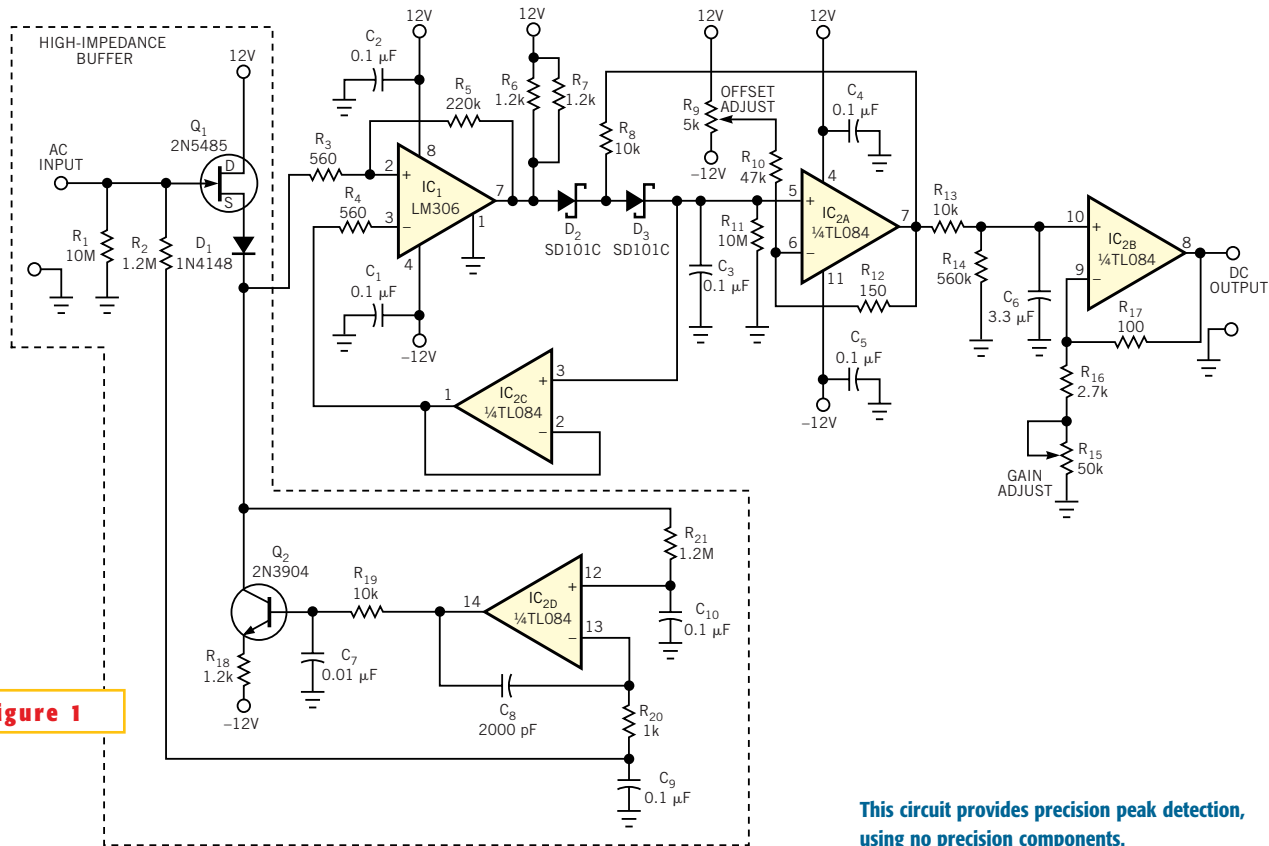 HIGH-IMPEDANCE
BUFFER
12V
Q1
2N5485
D
S
AC
INPUT
R1
10M
R2
1.2M
D1
1N4148
C2
0.1 µF
12V
R3
560
R4
560
R5
220k
2
+
3
–
8
IC1
LM306
7
1
4
C1
0.1 µF
–12V
12V
R6
1.2k
R7
1.2k
D2
SD101C
D3
SD101C
R8
10k
12V
R9
5k
OFFSET
ADJUST
–12V
R10
47k
12V
C4
0.1 µF
4
5
+
6
–
IC2A
¼TL084
7
11
R11
10M
C3
0.1 µF
R12
150
C5
0.1 µF
–12V
R13
10k
R14
560k
C6
3.3 µF
10
+
9
–
IC2B
¼TL084
8
DC
OUTPUT
R17
100
R16
2.7k
R15
50k
GAIN
ADJUST
1
IC2C
¼TL084
3
+
2
–
Q2
2N3904
R18
1.2k
–12V
R19
10k
C7
0.01 µF
14
IC2D
¼TL084
12
+
13
–
R21
1.2M
C10
0.1 µF
C8
2000 pF
R20
1k
C9
0.1 µF
igure 1
This circuit provides precision peak detection,
using no precision components.